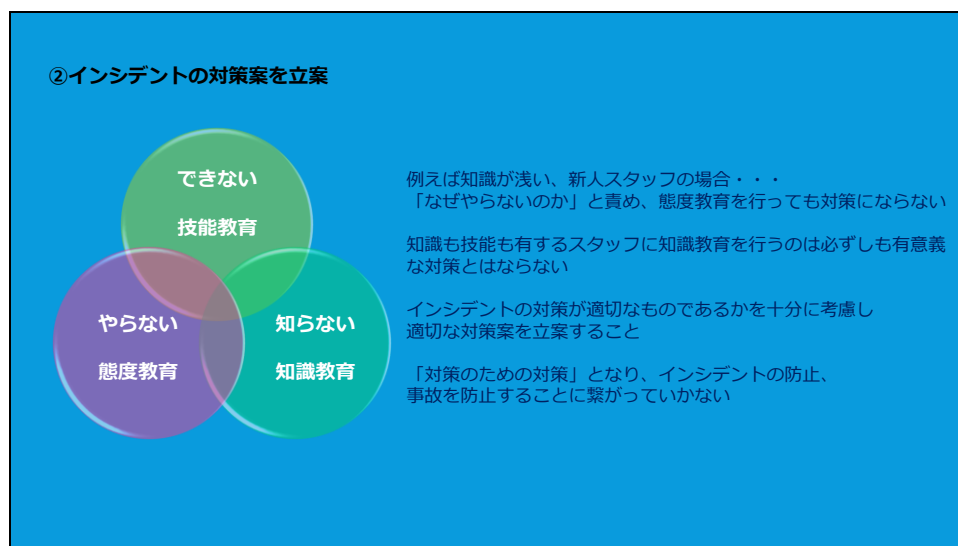 ②インシデントの対策案を立案
できない
技能教育
やらない
態度教育
知らない
知識教育
例えば知識が浅い、新人スタッフの場合・・・
「なぜやらないのか」と責め、態度教育を行っても対策にならない
知識も技能も有するスタッフに知識教育を行うのは必ずしも有意義
な対策とはならない
インシデントの対策が適切なものであるかを十分に考慮し
適切な対策案を立案すること
「対策のための対策」となり、インシデントの防止、
事故を防止することに繋がっていかない